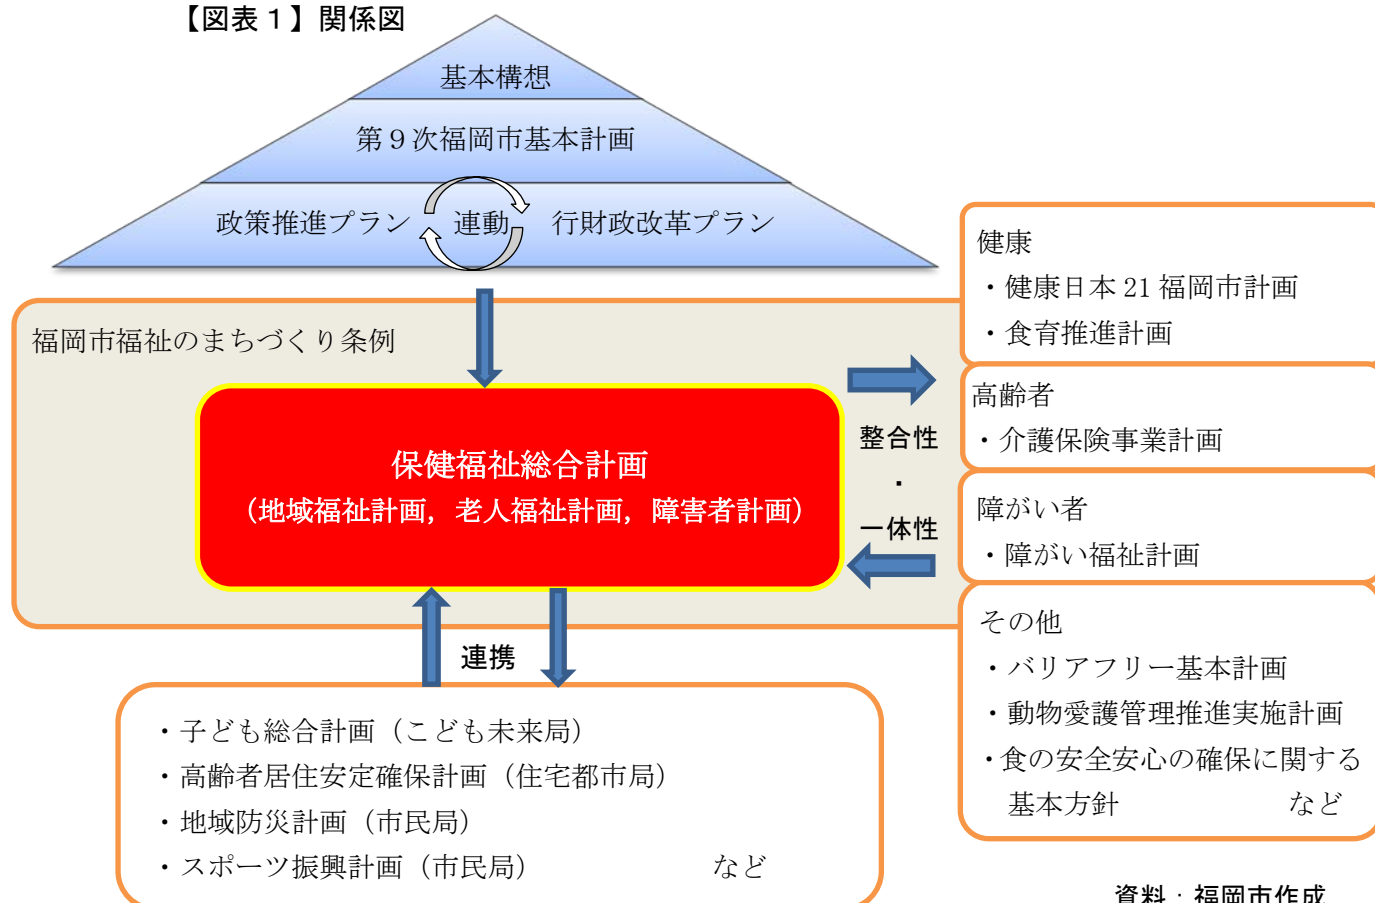 【図表１】関係図
基本構想
第９次福岡市基本計画
政策推進プラン 連動 行財政改革プラン
福岡市福祉のまちづくり条例
保健福祉総合計画
（地域福祉計画，老人福祉計画，障害者計画）
整合性
・
一体性
健康
・健康日本 21 福岡市計画
・食育推進計画
高齢者
・介護保険事業計画
障がい者
・障がい福祉計画
その他
・バリアフリー基本計画
・動物愛護管理推進実施計画
・食の安全安心の確保に関する
基本方針 など
連携
・子ども総合計画（こども未来局）
・高齢者居住安定確保計画（住宅都市局）
・地域防災計画（市民局）
・スポーツ振興計画（市民局） など
資料：福岡市作成